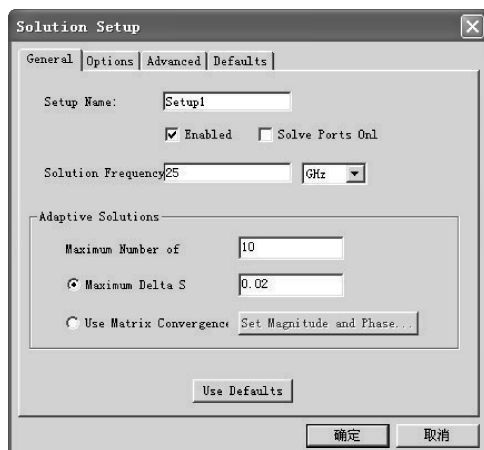 Solution Setup
General Options Advanced Defaults
Setup Name: Setup1
Enabled Solve Ports Onl
Solution Frequency 25 GHz
Adaptive Solutions
Maximum Number of 10
Maximum Delta S 0.02
Use Matrix Convergence Set Magnitude and Phase...
Use Defaults
确定 取消